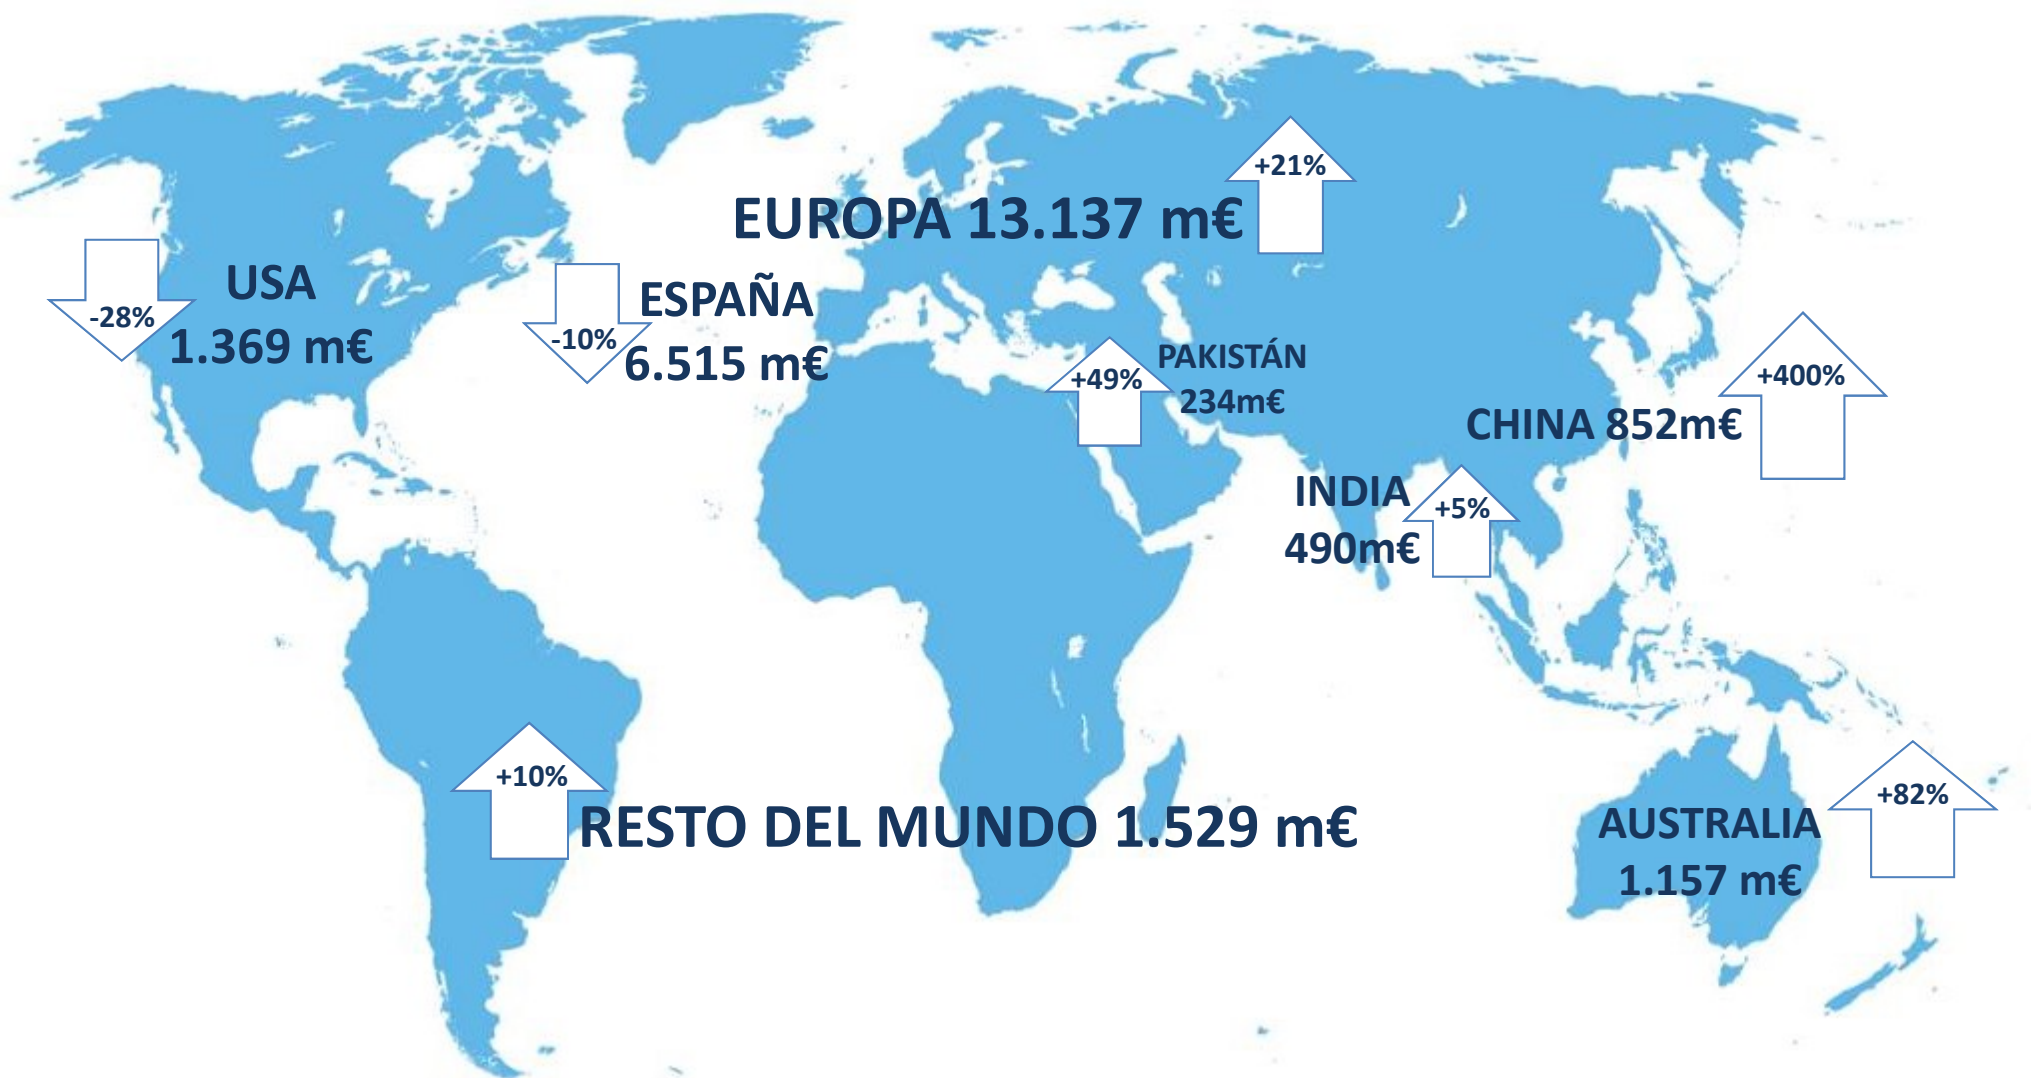 +21%
EUROPA 13.137 m€
-28%
USA
1.369 m€
-10%
ESPAÑA
6.515 m€
+49%
PAKISTÁN
234m€
+400%
CHINA 852m€
INDIA
490m€
+5%
+10%
RESTO DEL MUNDO 1.529 m€
AUSTRALIA
1.157 m€
+82%